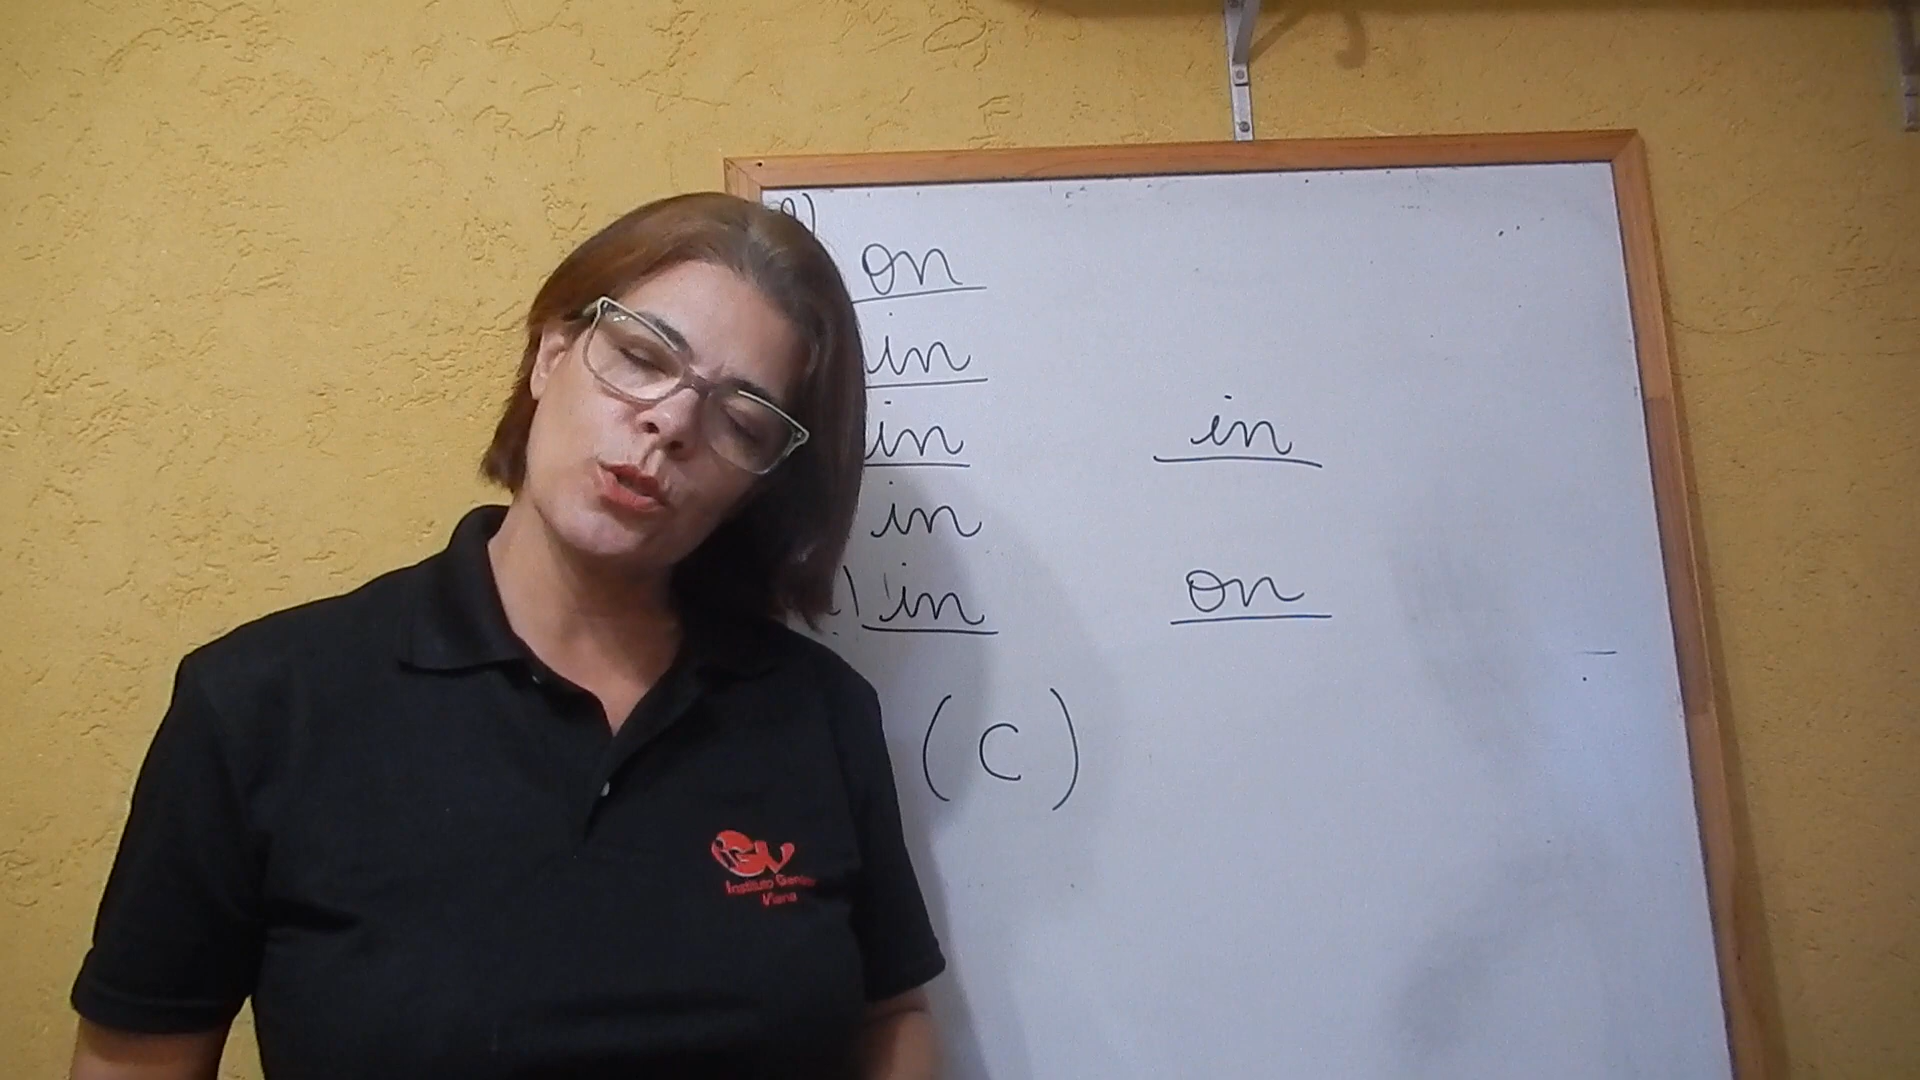 on
in
in in
in
) in on
(c)
Instituto
Viana